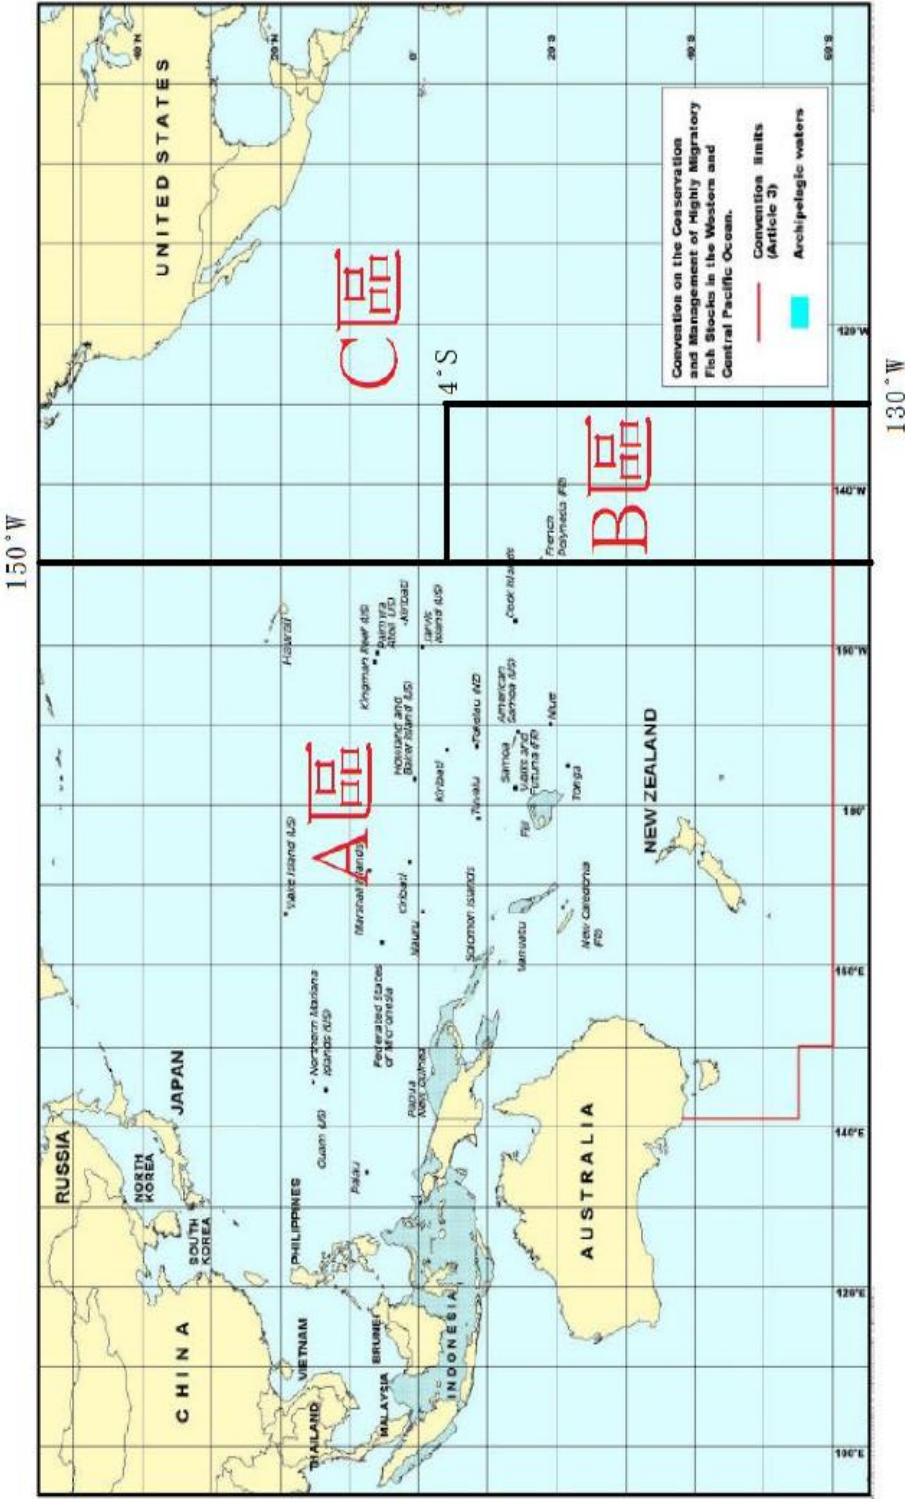 150°W
RUSSIA
CHINA
NORTH
KOREA
SOUTH
KOREA
JAPAN
UNITED STATES
40°N
VIETNAM
THAILAND
PHILIPPINES
Guam (US)
Northern Mariana
Islands (US)
Wake Island (US)
Hawaii
20°N
A區
C區
MALAYSIA
BRUNEI
Palau
Federated States
of Micronesia
Marshall Islands
Kingman Reef (US)
Palmyra
Atoll (US)
Kiribati
Howland and
Baker Island (US)
Kiribati
Nauru
Jarvis
Island (US)
0°
4°S
INDONESIA
Papua
New Guinea
Solomon Islands
Kiribati
Tuvalu
Tokelau (NZ)
Samoa
American
Samoa (US)
Wallis and
Futuna (FR)
Cook Islands
Vanuatu
Fiji
Niue
Tonga
French
Polynesia (FR)
20°S
AUSTRALIA
New Caledonia
(FR)
B區
NEW ZEALAND
40°S
60°S
Convention on the Conservation
and Management of Highly Migratory
Fish Stocks in the Western and
Central Pacific Ocean.
Convention limits
(Article 3)
Archipelagic waters
100°E
120°E
140°E
180°
140°W
120°W
130°W